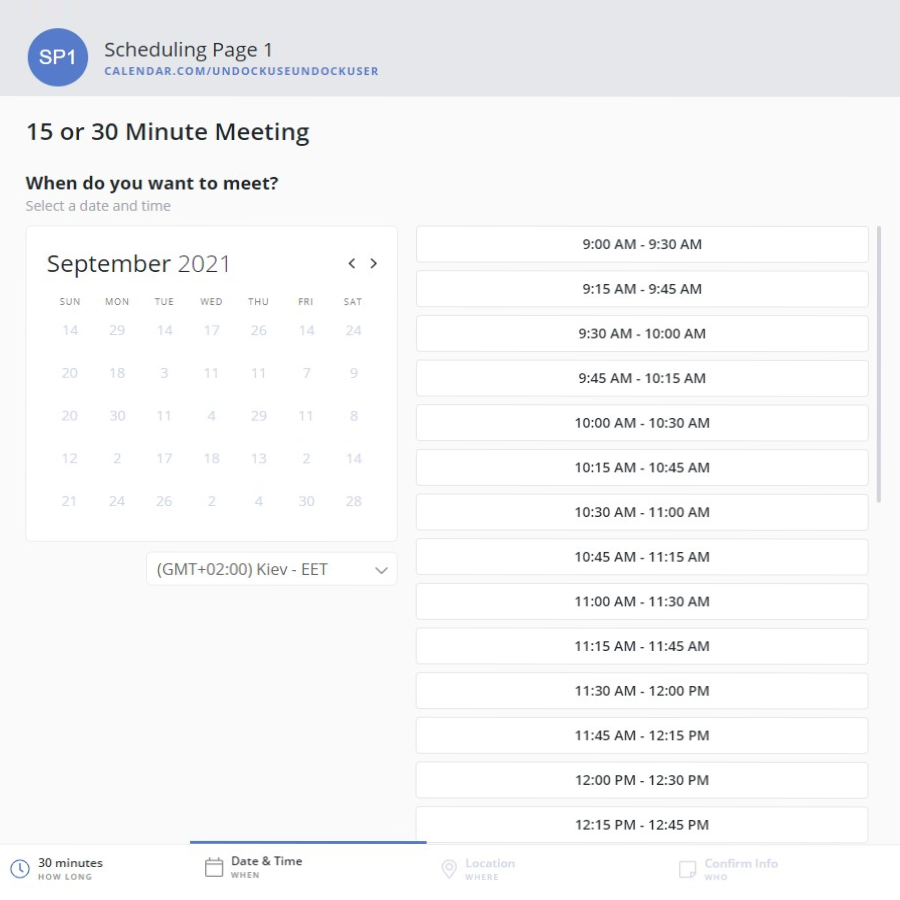 SP1
Scheduling Page 1
CALENDAR.COM/UNDOCKUSEUNDOCKUSER
15 or 30 Minute Meeting
When do you want to meet?
Select a date and time
September 2021
SUN MON TUE WED THU FRI SAT
14 29 14 17 26 14 24
20 18 3 11 11 7 9
20 30 11 4 29 11 8
12 2 17 18 13 2 14
21 24 26 2 4 30 28
(GMT+02:00) Kiev - EET
9:00 AM - 9:30 AM
9:15 AM - 9:45 AM
9:30 AM - 10:00 AM
9:45 AM - 10:15 AM
10:00 AM - 10:30 AM
10:15 AM - 10:45 AM
10:30 AM - 11:00 AM
10:45 AM - 11:15 AM
11:00 AM - 11:30 AM
11:15 AM - 11:45 AM
11:30 AM - 12:00 PM
11:45 AM - 12:15 PM
12:00 PM - 12:30 PM
12:15 PM - 12:45 PM
30 minutes
HOW LONG
Date & Time
WHEN
Location
WHERE
Confirm Info
WHO